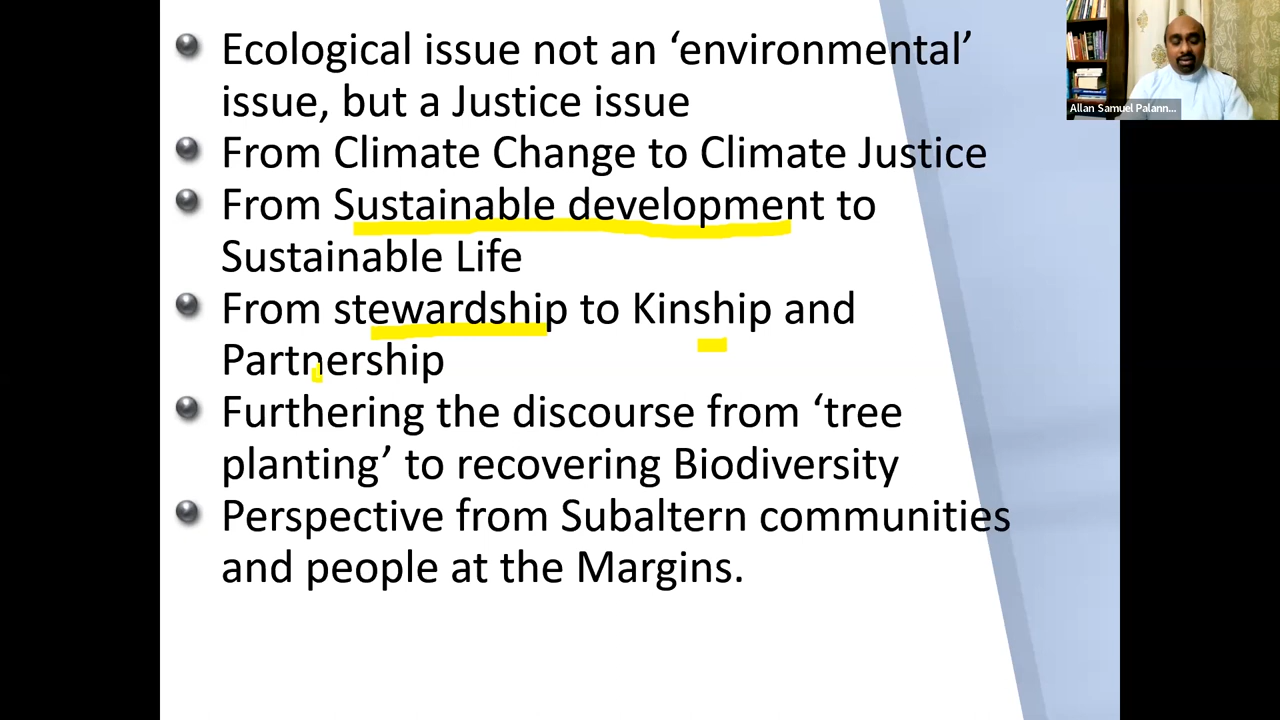 Ecological issue not an ‘environmental’
issue, but a Justice issue
From Climate Change to Climate Justice
From Sustainable development to
Sustainable Life
From stewardship to Kinship and
Partnership
Furthering the discourse from ‘tree
planting’ to recovering Biodiversity
Perspective from Subaltern communities
and people at the Margins.
Allan Samuel Palann...